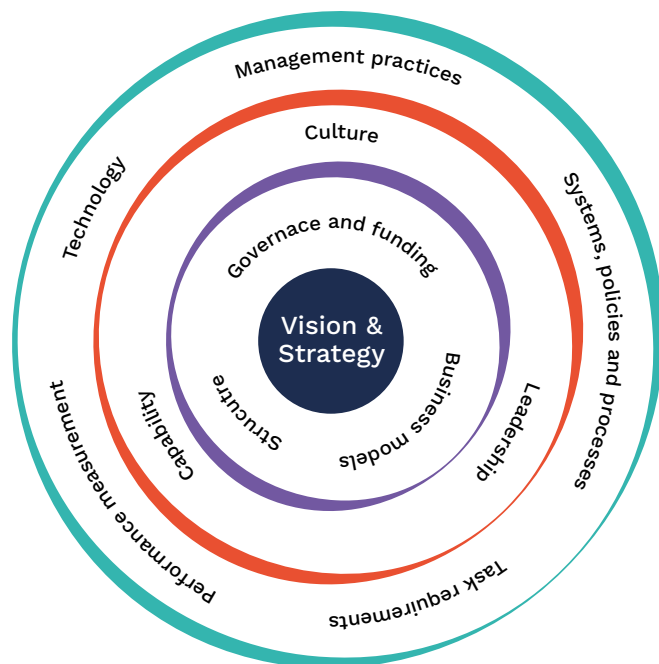 Management practices
Culture
Technology
Systems, policies and processes
Governace and funding
Vision &
Strategy
Strucutre
Business models
Capability
Leadership
Performance measurement
Task requirements